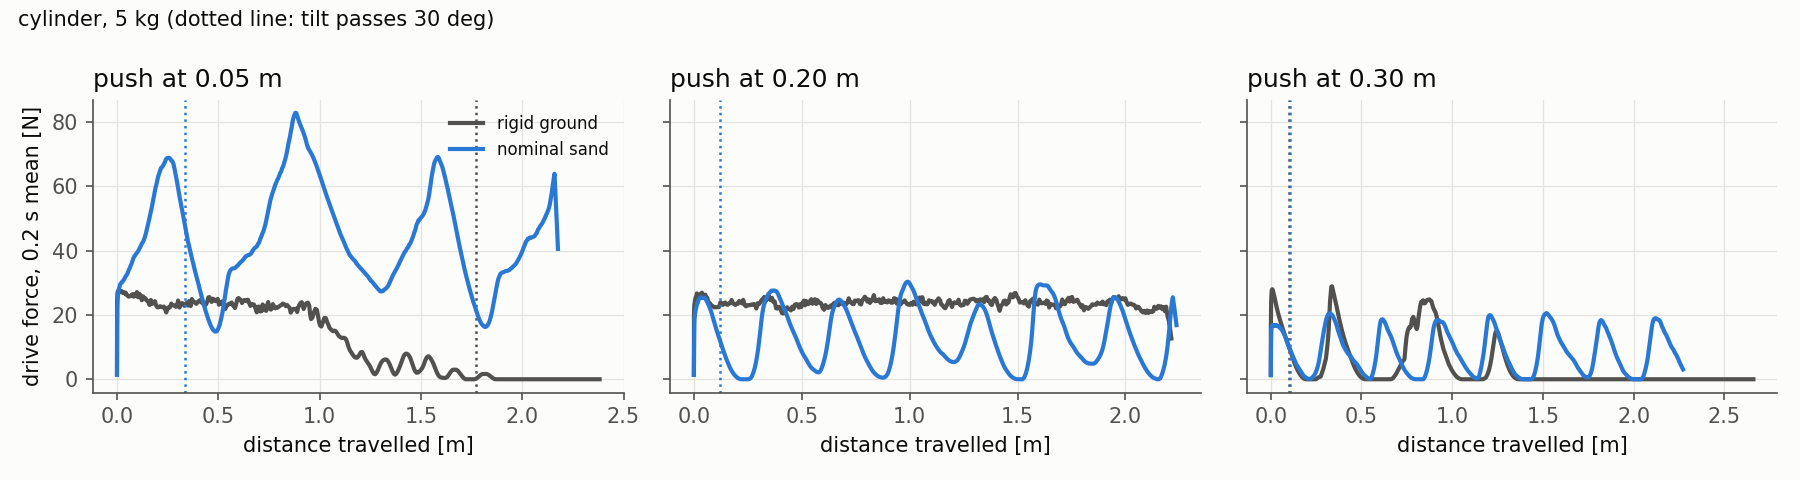 cylinder, 5 kg (dotted line: tilt passes 30 deg)
push at 0.05 m
push at 0.20 m
push at 0.30 m
drive force, 0.2 s mean [N]
80
60
40
20
0
rigid ground
nominal sand
0.0 0.5 1.0 1.5 2.0 2.5
0.0 0.5 1.0 1.5 2.0
0.0 0.5 1.0 1.5 2.0 2.5
distance travelled [m]
distance travelled [m]
distance travelled [m]